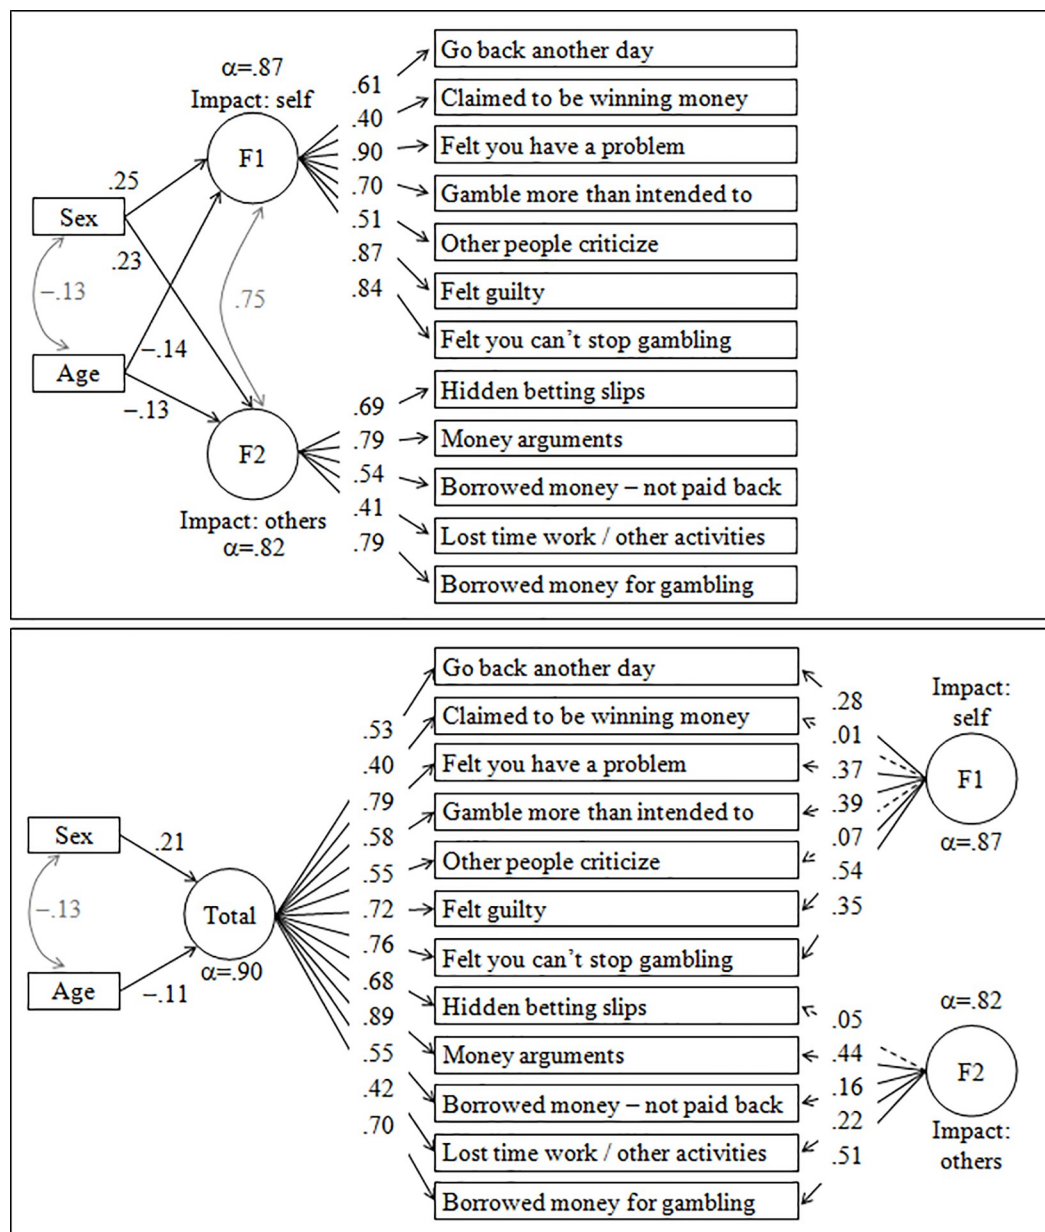 α=.87
Impact: self
F1
Sex
Age
–.13
.25
.23
–.14
–.13
.75
F2
Impact: others
α=.82
.61
.40
.90
.70
.51
.87
.84
.69
.79
.54
.41
.79
Go back another day
Claimed to be winning money
Felt you have a problem
Gamble more than intended to
Other people criticize
Felt guilty
Felt you can’t stop gambling
Hidden betting slips
Money arguments
Borrowed money – not paid back
Lost time work / other activities
Borrowed money for gambling
Sex
Age
–.13
.21
–.11
Total
α=.90
.53
.40
.79
.58
.55
.72
.76
.68
.89
.55
.42
.70
Go back another day
Claimed to be winning money
Felt you have a problem
Gamble more than intended to
Other people criticize
Felt guilty
Felt you can’t stop gambling
Hidden betting slips
Money arguments
Borrowed money – not paid back
Lost time work / other activities
Borrowed money for gambling
.28
.01
.37
.39
.07
.54
.35
Impact:
self
F1
α=.87
.05
.44
.16
.22
.51
α=.82
F2
Impact:
others